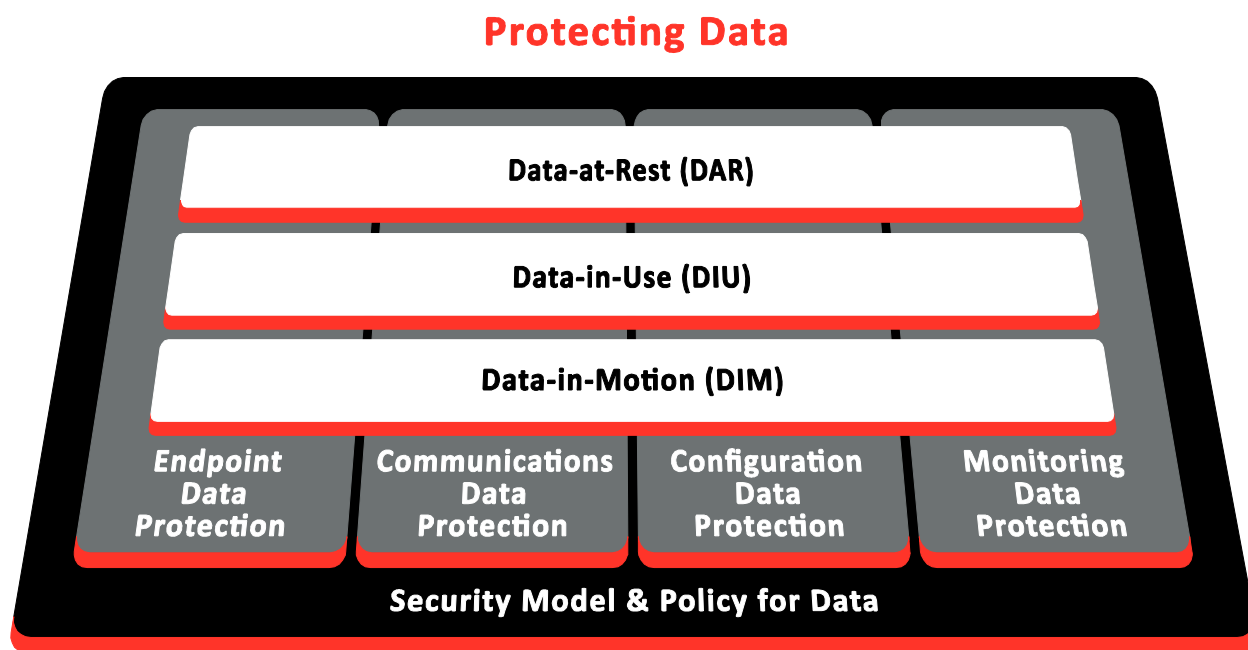 Protecting Data
Data-at-Rest (DAR)
Data-in-Use (DIU)
Data-in-Motion (DIM)
Endpoint
Data
Protection
Communications
Data
Protection
Configuration
Data
Protection
Monitoring
Data
Protection
Security Model & Policy for Data